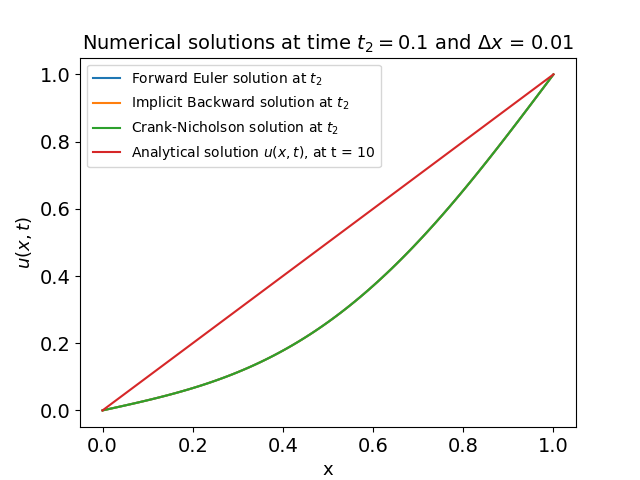 Numerical solutions at time $t_2 = 0.1$ and $\Delta x$ = 0.01
Forward Euler solution at $t_2$
Implicit Backward solution at $t_2$
Crank-Nicholson solution at $t_2$
Analytical solution $u(x, t)$, at t = 10
1.0
0.8
0.6
0.4
0.2
0.0
$u(x, t)$
0.0 0.2 0.4 0.6 0.8 1.0
x